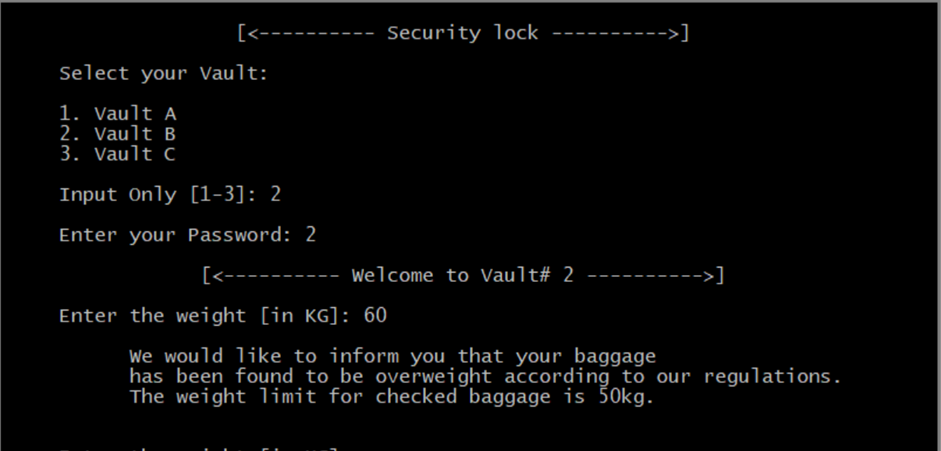 [<---------- Security lock ---------->]
Select your Vault:
1. Vault A
2. Vault B
3. Vault C
Input Only [1-3]: 2
Enter your Password: 2
[<---------- Welcome to Vault# 2 ---------->]
Enter the weight [in KG]: 60
We would like to inform you that your baggage
has been found to be overweight according to our regulations.
The weight limit for checked baggage is 50kg.